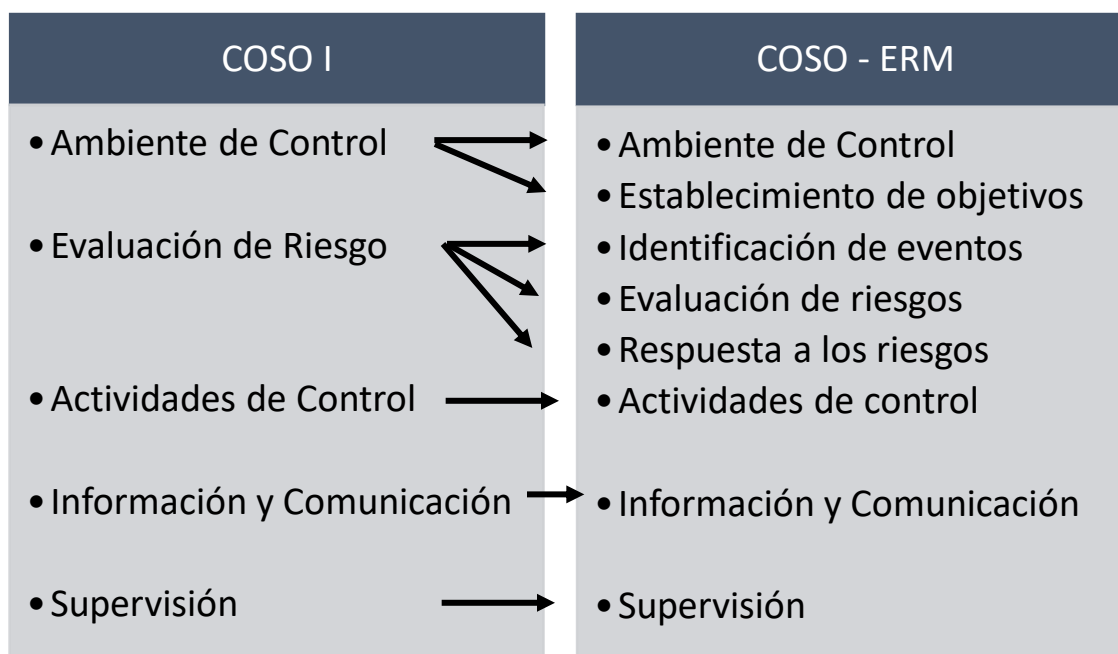 COSO I
• Ambiente de Control
• Evaluación de Riesgo
• Actividades de Control
• Información y Comunicación
• Supervisión
COSO - ERM
• Ambiente de Control
• Establecimiento de objetivos
• Identificación de eventos
• Evaluación de riesgos
• Respuesta a los riesgos
• Actividades de control
• Información y Comunicación
• Supervisión